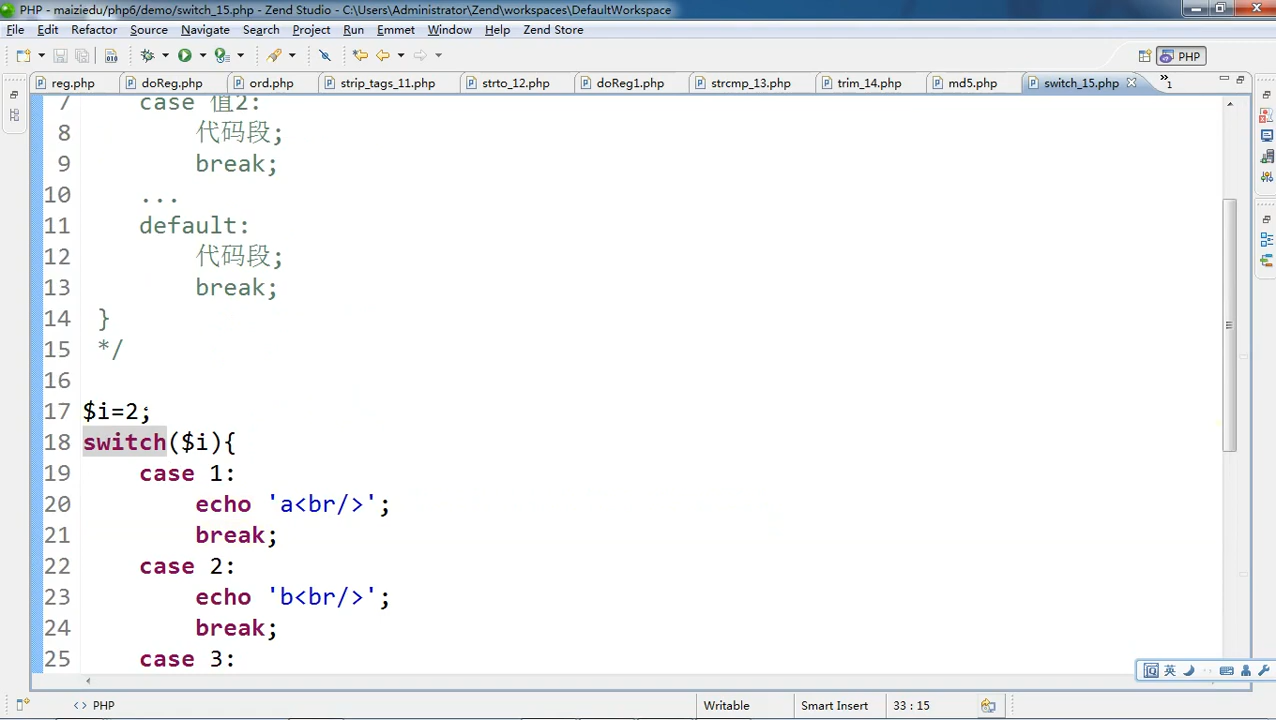 PHP - maiziedu/php6/demo/switch_15.php - Zend Studio - C:\Users\Administrator\Zend\workspaces\DefaultWorkspace
File Edit Refactor Source Navigate Search Project Run Emmet Window Help Zend Store
PHP
reg.php doReg.php ord.php strip_tags_11.php strto_12.php doReg1.php strcmp_13.php trim_14.php md5.php switch_15.php »1
7 case 值2:
8 代码段;
9 break;
10 ...
11 default:
12 代码段;
13 break;
14 }
15 */
16
17 $i=2;
18 switch($i){
19 case 1:
20 echo 'a<br/>';
21 break;
22 case 2:
23 echo 'b<br/>';
24 break;
25 case 3:
英
<> PHP Writable Smart Insert 33 : 15